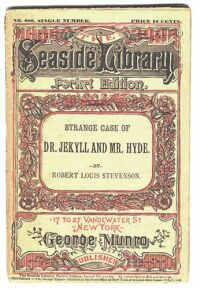 NO. 686, SINGLE NUMBER.
PRICE 10 CENTS.
THE
Seaside Library
Pocket Edition.
STRANGE CASE OF
DR. JEKYLL AND MR. HYDE.
-BY-
ROBERT LOUIS STEVENSON.
17 TO 27 VANDEWATER ST
NEW YORK
George Munro
PUBLISHER